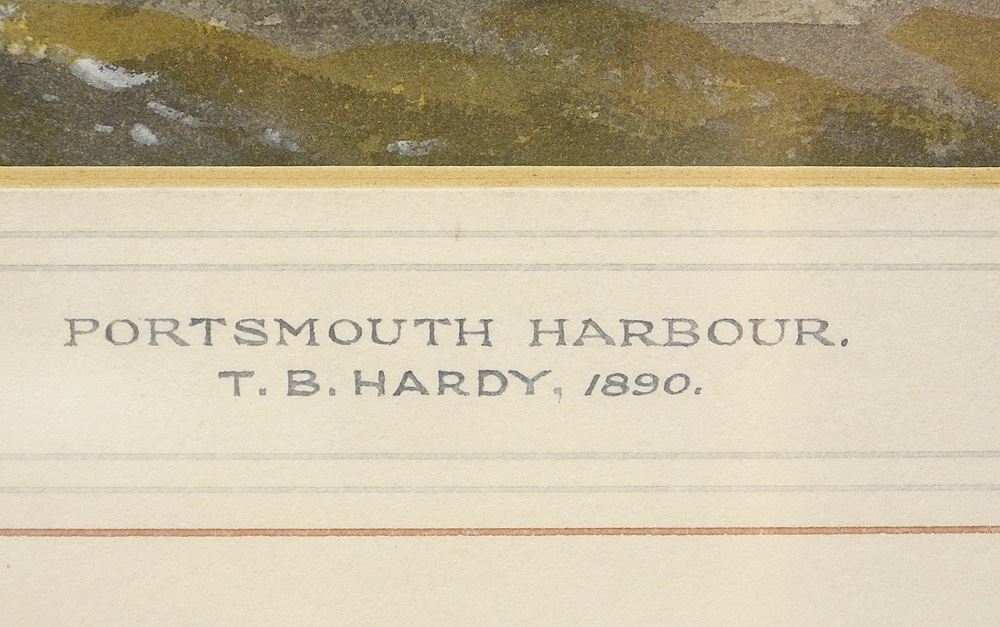 PORTSMOUTH HARBOUR.
T. B. HARDY, 1890.